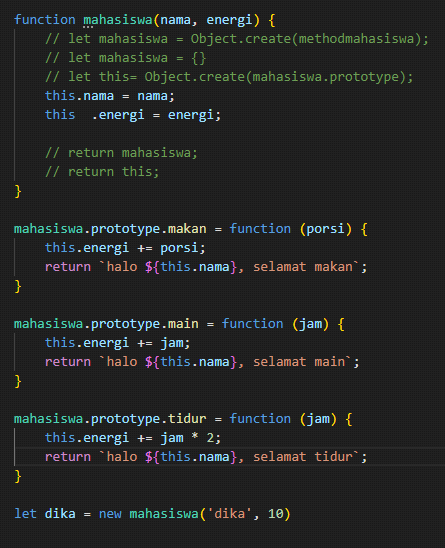 function mahasiswa(nama, energi) {
    // let mahasiswa = Object.create(methodmahasiswa);
    // let mahasiswa = {}
    // let this= Object.create(mahasiswa.prototype);
    this.nama = nama;
    this  .energi = energi;

    // return mahasiswa;
    // return this;
}

mahasiswa.prototype.makan = function (porsi) {
    this.energi += porsi;
    return `halo ${this.nama}, selamat makan`;
}

mahasiswa.prototype.main = function (jam) {
    this.energi += jam;
    return `halo ${this.nama}, selamat main`;
}

mahasiswa.prototype.tidur = function (jam) {
    this.energi += jam * 2;
    return `halo ${this.nama}, selamat tidur`;
}

let dika = new mahasiswa('dika', 10)